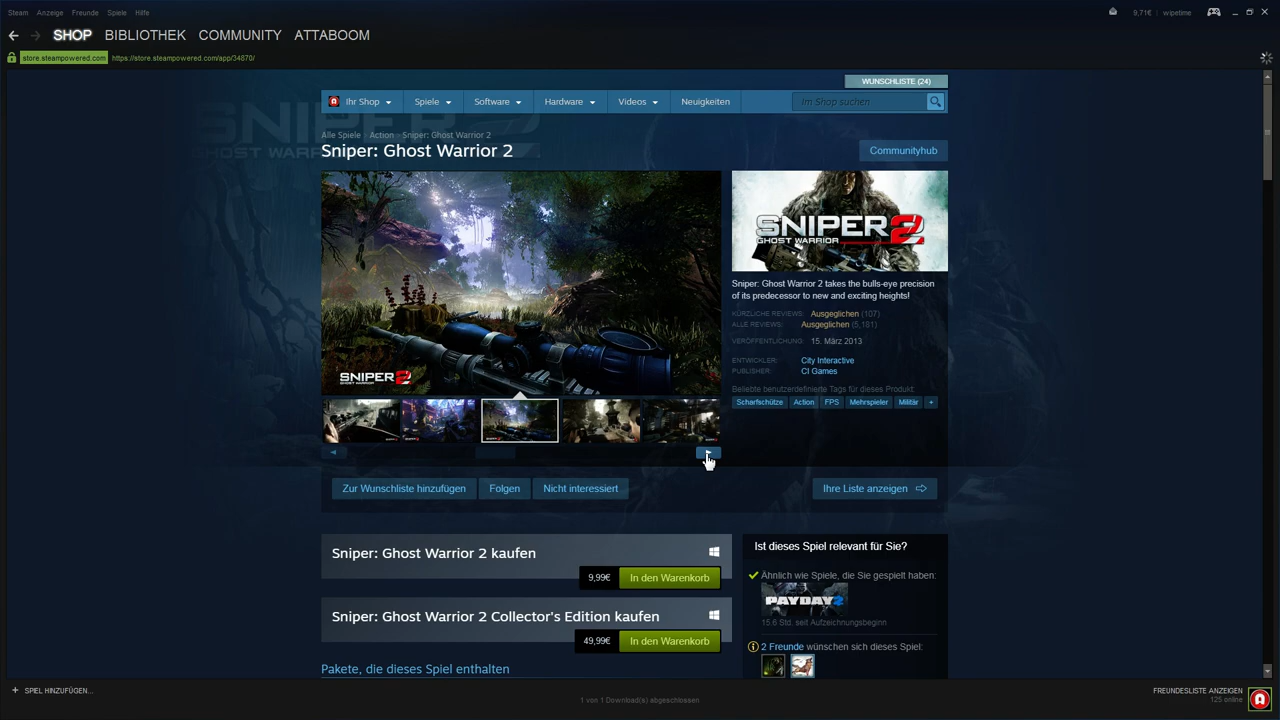 Steam Anzeige Freunde Spiele Hilfe
9,71€ wipetime
SHOP BIBLIOTHEK COMMUNITY ATTABOOM
store.steampowered.com https://store.steampowered.com/app/34870/
WUNSCHLISTE (24)
Ihr Shop Spiele Software Hardware Videos Neuigkeiten Im Shop suchen
Alle Spiele > Action > Sniper: Ghost Warrior 2
Sniper: Ghost Warrior 2
Communityhub
SNIPER 2
GHOST WARRIOR
SNIPER 2
GHOST WARRIOR
Sniper: Ghost Warrior 2 takes the bulls-eye precision
of its predecessor to new and exciting heights!
KÜRZLICHE REVIEWS: Ausgeglichen (107)
ALLE REVIEWS: Ausgeglichen (5,181)
VERÖFFENTLICHUNG: 15. März 2013
ENTWICKLER: City Interactive
PUBLISHER: CI Games
Beliebte benutzerdefinierte Tags für dieses Produkt:
Scharfschütze Action FPS Mehrspieler Militär +
SNIPER 2
GHOST WARRIOR
Zur Wunschliste hinzufügen Folgen Nicht interessiert Ihre Liste anzeigen
Sniper: Ghost Warrior 2 kaufen
9,99€ In den Warenkorb
Sniper: Ghost Warrior 2 Collector's Edition kaufen
49,99€ In den Warenkorb
Pakete, die dieses Spiel enthalten
Ist dieses Spiel relevant für Sie?
Ähnlich wie Spiele, die Sie gespielt haben:
PAYDAY 2
15.6 Std. seit Aufzeichnungsbeginn
2 Freunde wünschen sich dieses Spiel:
+ SPIEL HINZUFÜGEN...
1 von 1 Download(s) abgeschlossen
FREUNDESLISTE ANZEIGEN
125 online